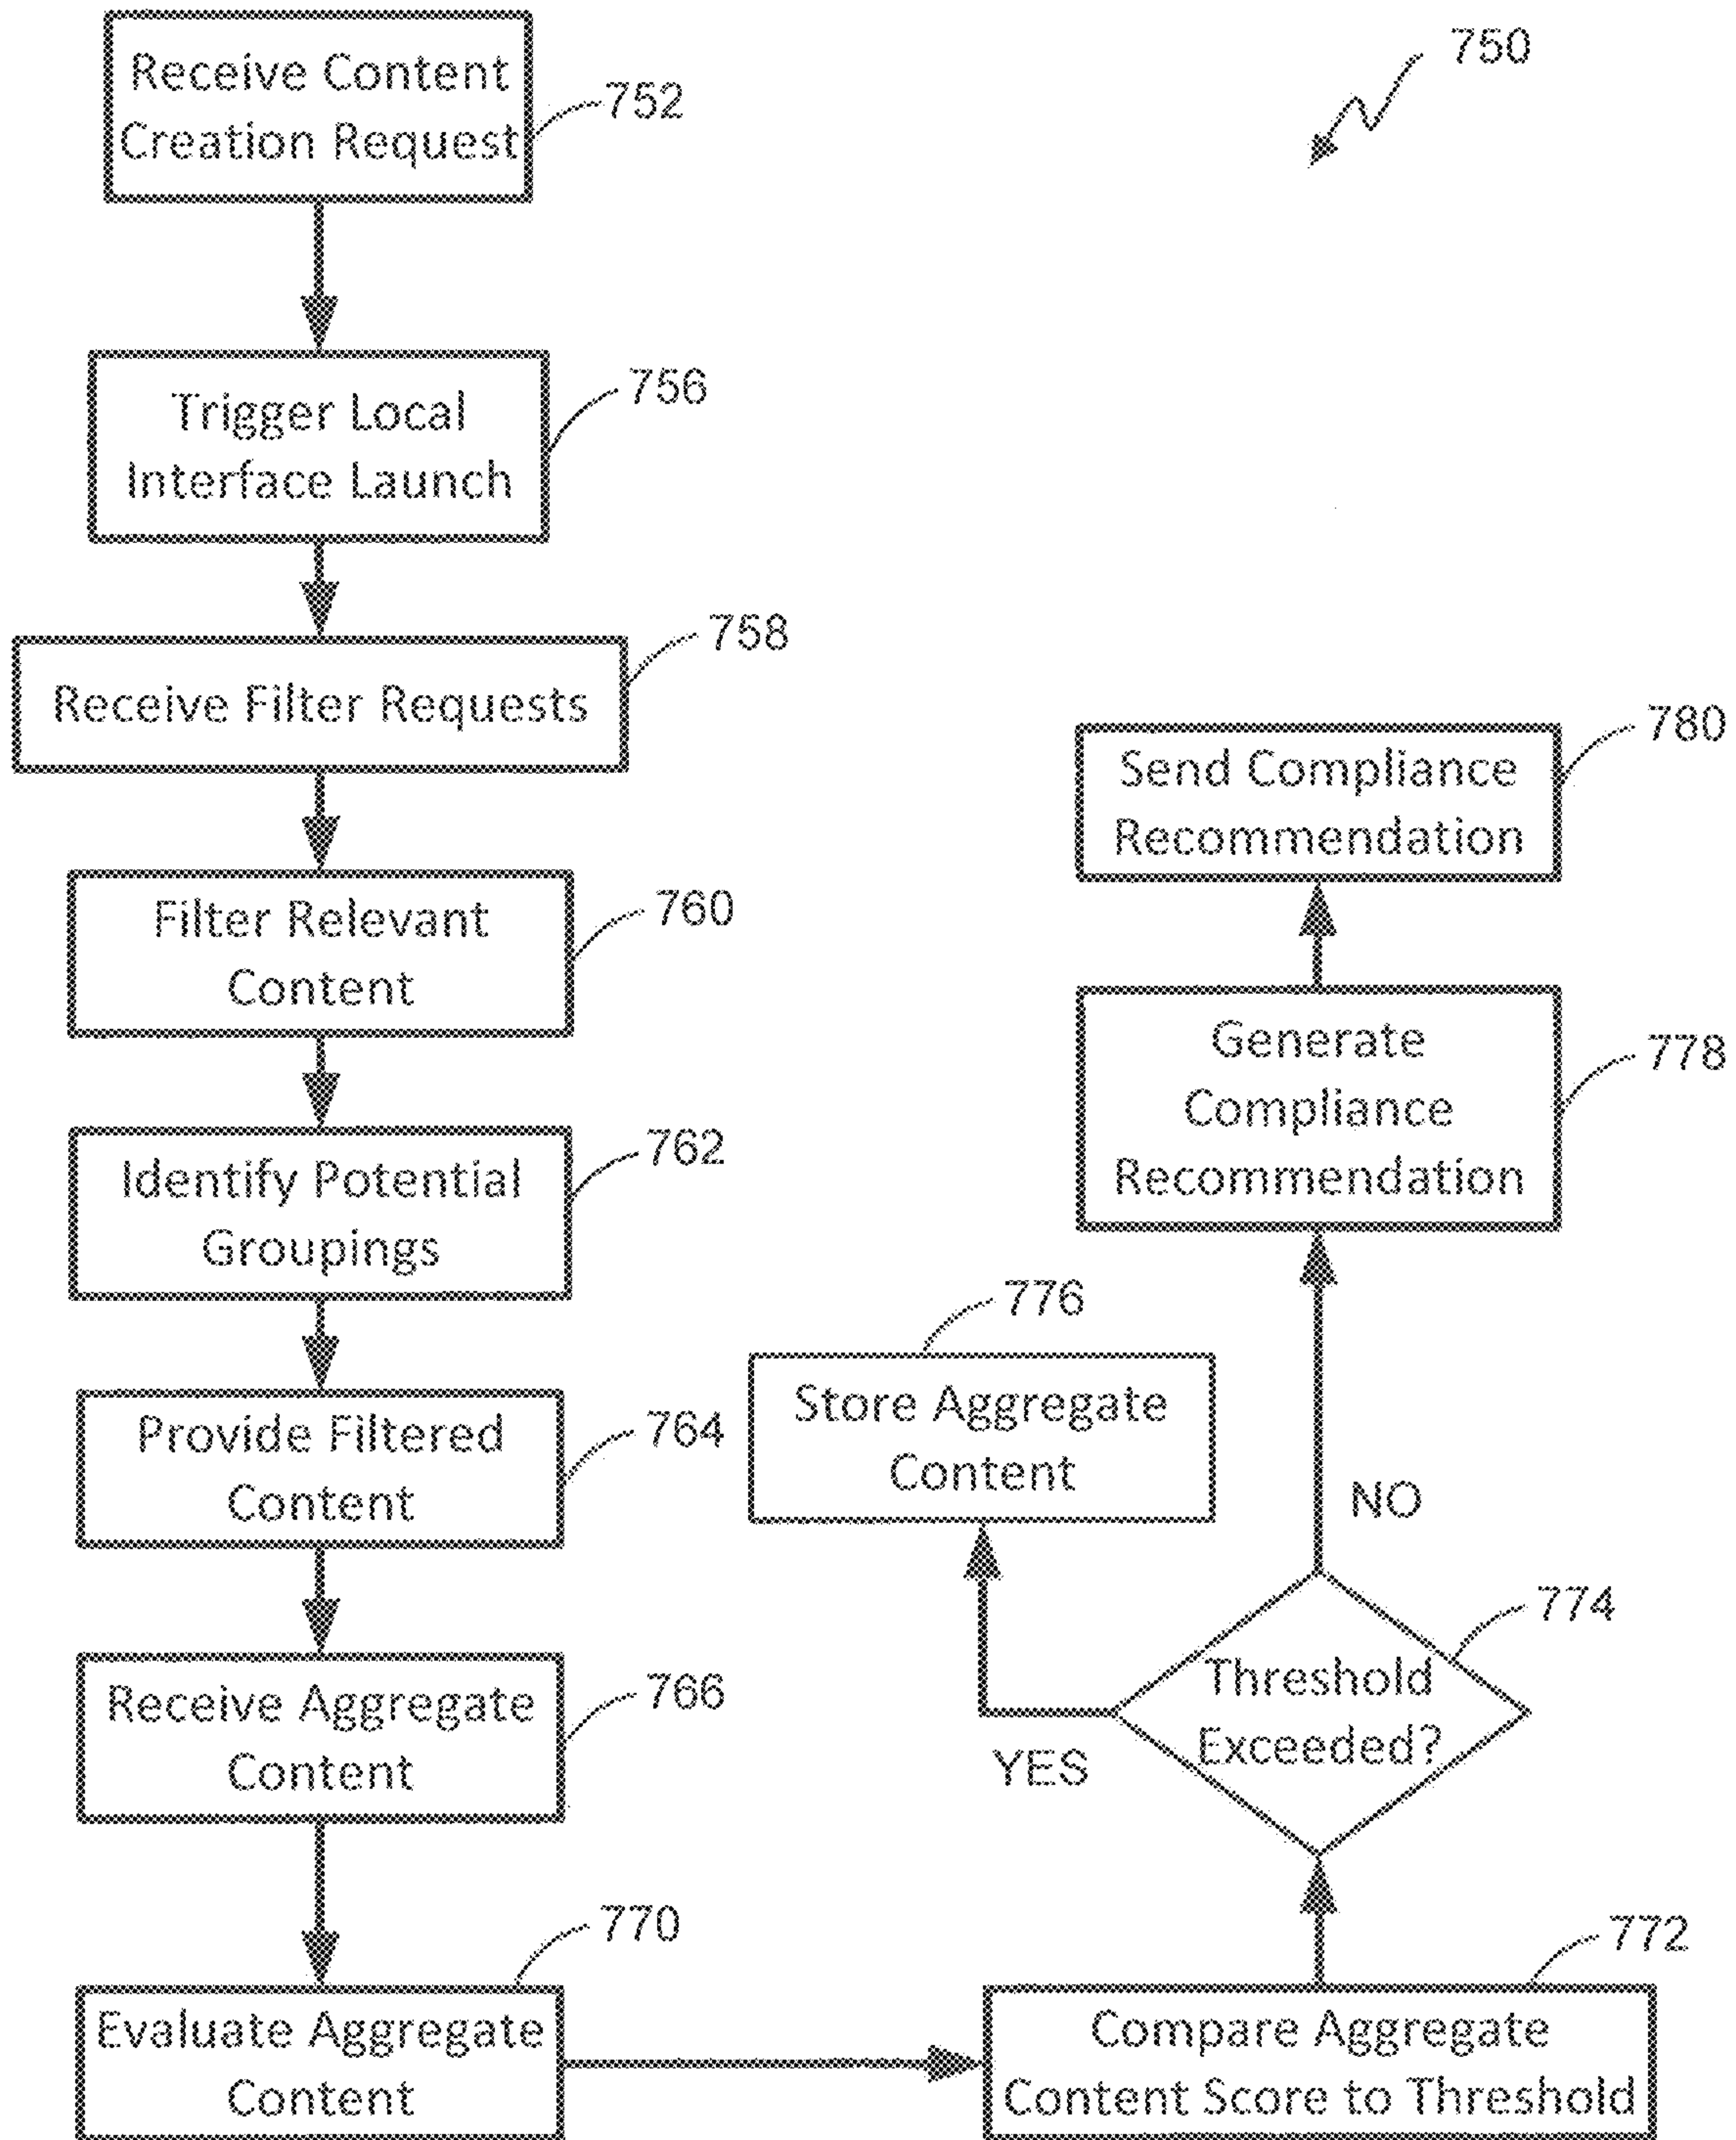 750
Receive Content
Creation Request
752
Trigger Local
Interface Launch
756
Receive Filter Requests
758
Filter Relevant
Content
760
Identify Potential
Groupings
762
Provide Filtered
Content
764
Receive Aggregate
Content
766
Evaluate Aggregate
Content
770
Compare Aggregate
Content Score to Threshold
772
Threshold
Exceeded?
774
YES
NO
Store Aggregate
Content
776
Generate
Compliance
Recommendation
778
Send Compliance
Recommendation
780